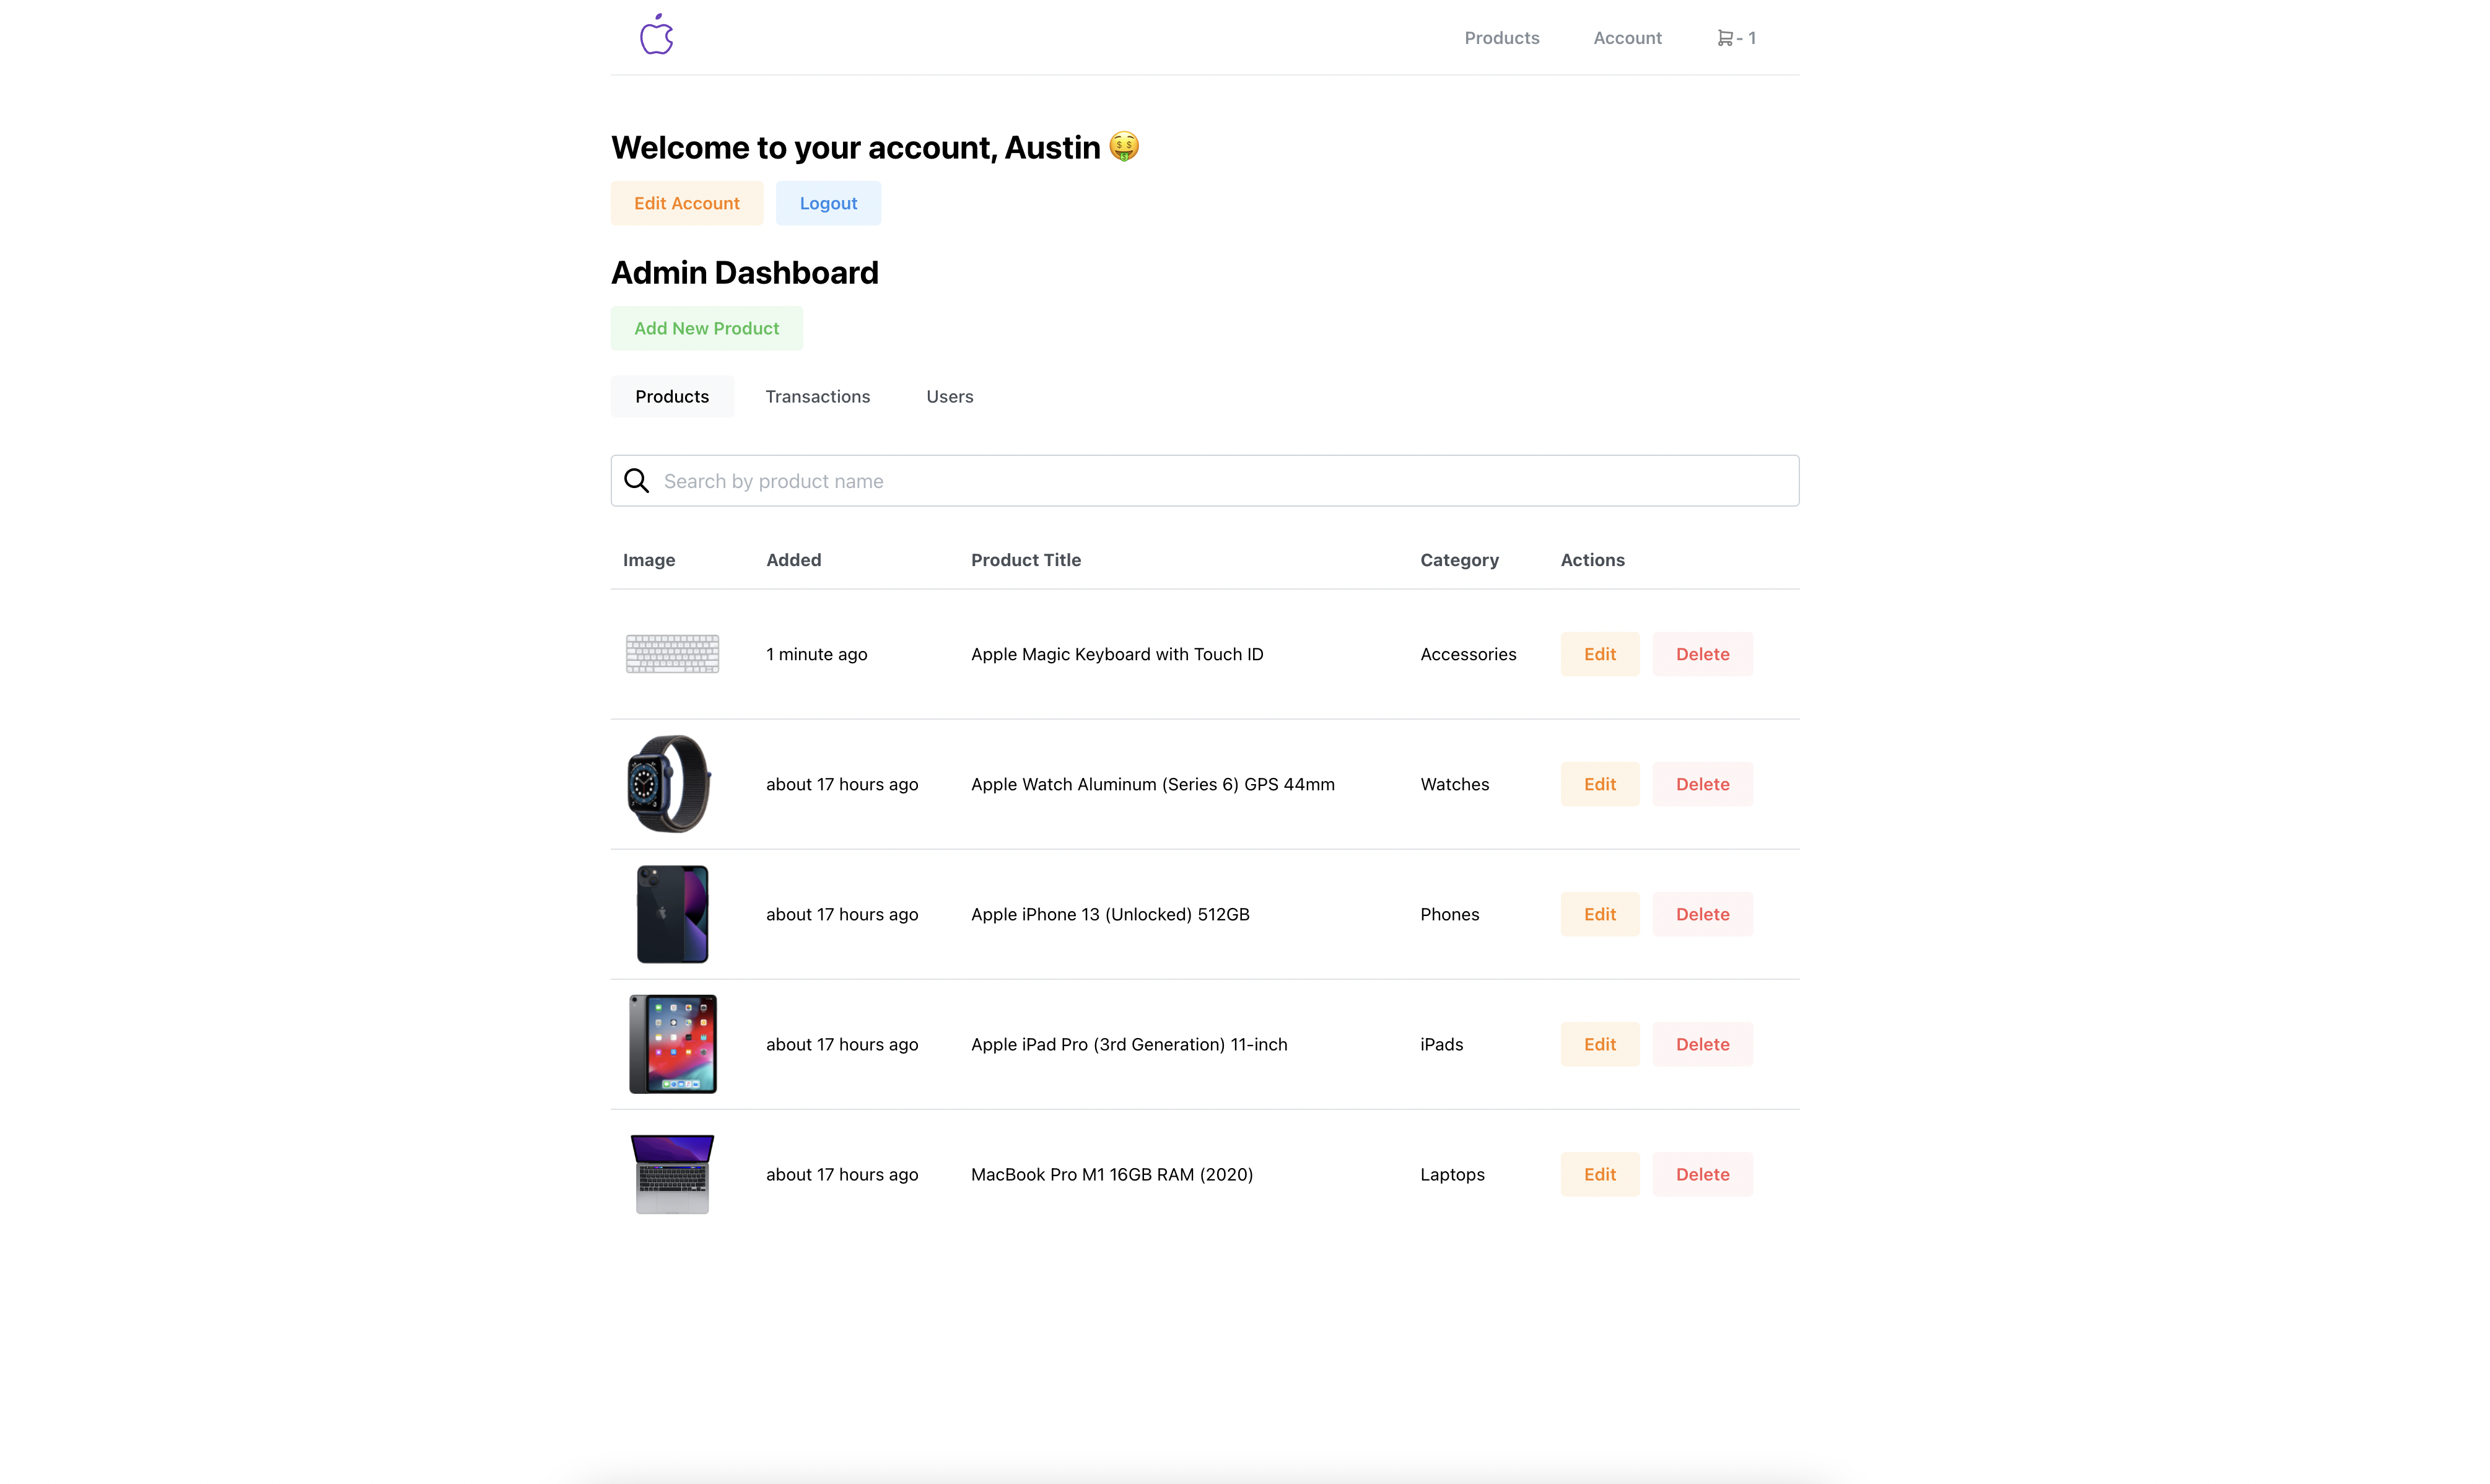 Products Account - 1
Welcome to your account, Austin 🤑
Edit Account Logout
Admin Dashboard
Add New Product
Products Transactions Users
Search by product name
Image Added Product Title Category Actions
1 minute ago Apple Magic Keyboard with Touch ID Accessories Edit Delete
about 17 hours ago Apple Watch Aluminum (Series 6) GPS 44mm Watches Edit Delete
about 17 hours ago Apple iPhone 13 (Unlocked) 512GB Phones Edit Delete
about 17 hours ago Apple iPad Pro (3rd Generation) 11-inch iPads Edit Delete
about 17 hours ago MacBook Pro M1 16GB RAM (2020) Laptops Edit Delete